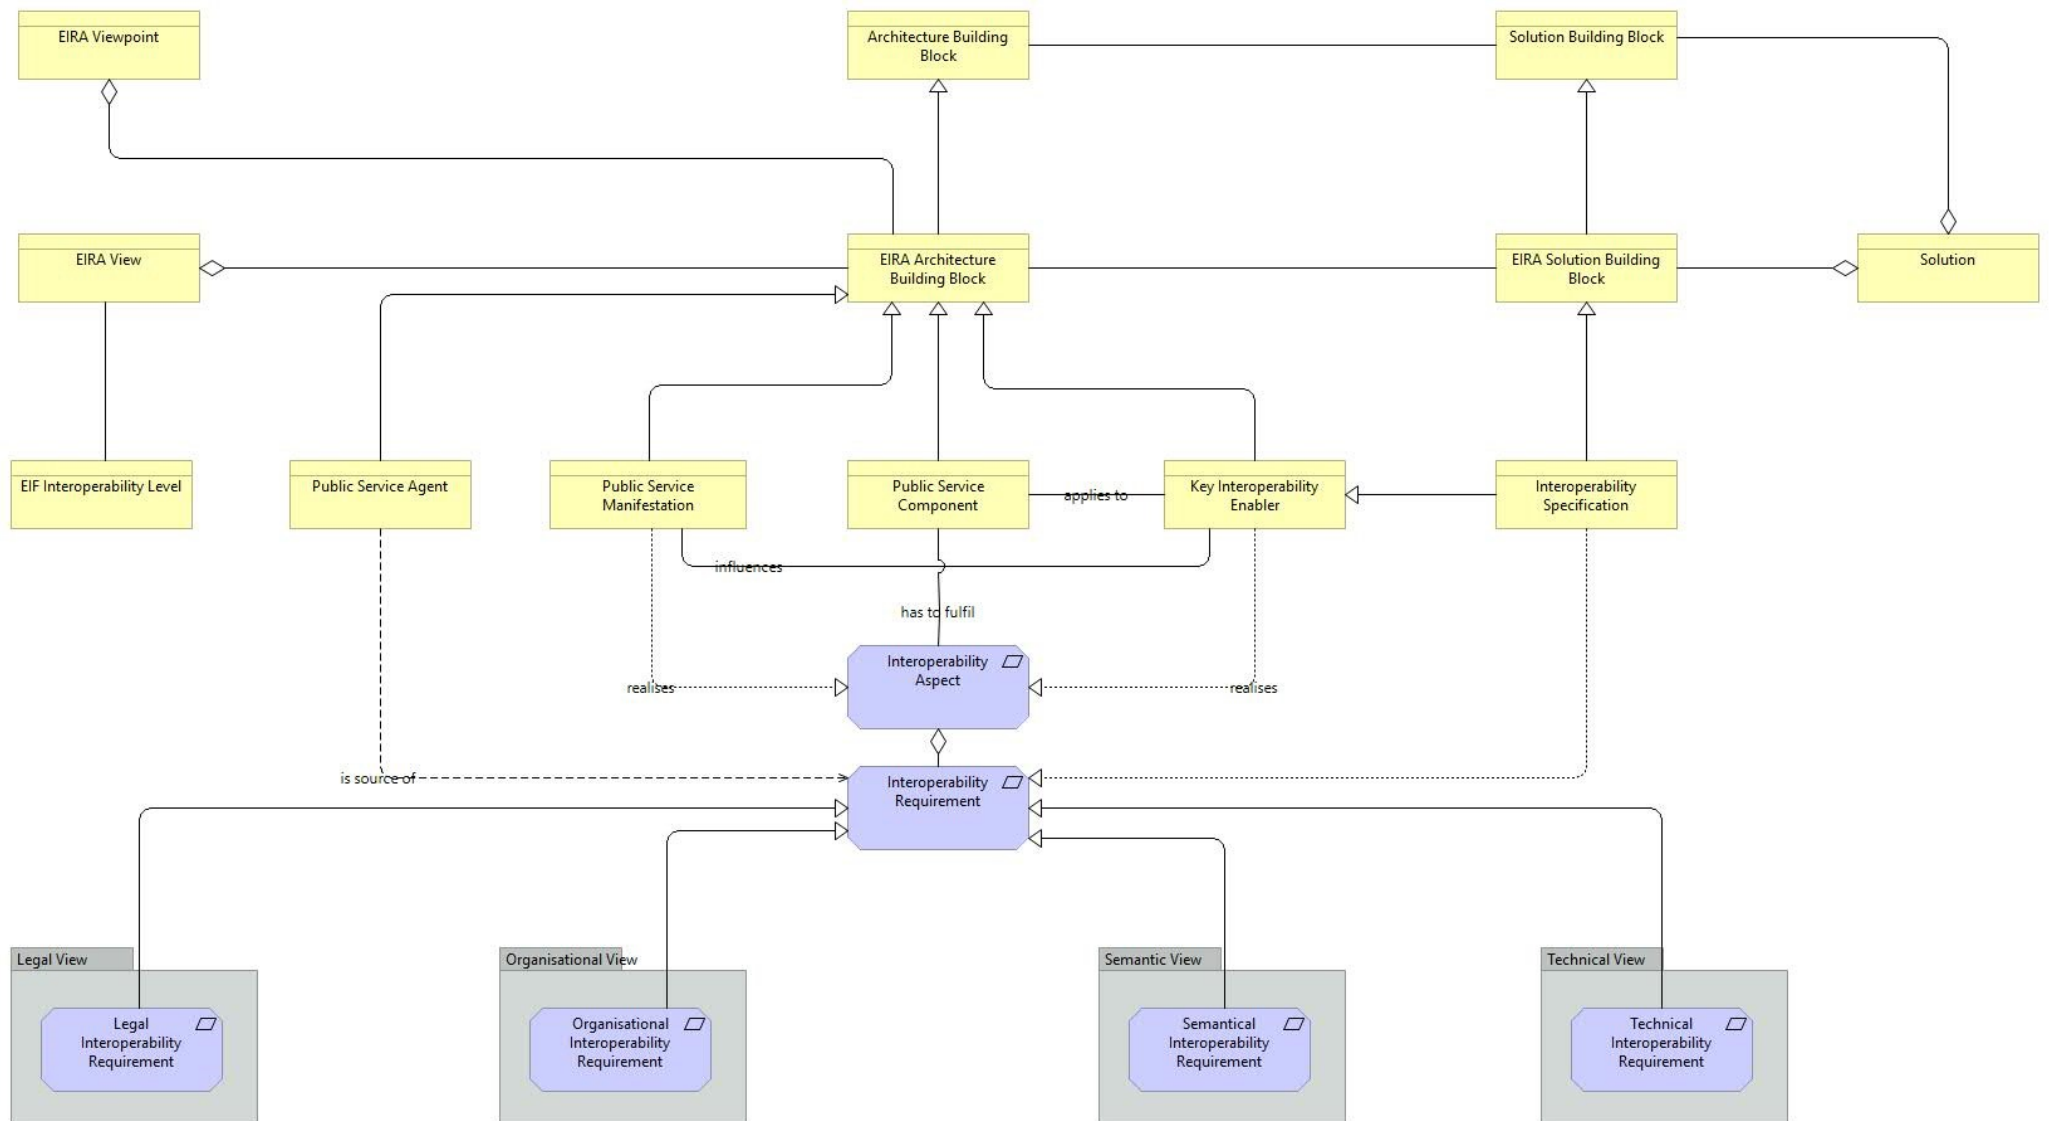 EIRA Viewpoint
Architecture Building
Block
Solution Building Block
EIRA View
EIRA Architecture
Building Block
EIRA Solution Building
Block
Solution
EIF Interoperability Level
Public Service Agent
Public Service
Manifestation
Public Service
Component
applies to
Key Interoperability
Enabler
Interoperability
Specification
influences
has to fulfil
Interoperability
Aspect
realises
realises
is source of
Interoperability
Requirement
Legal View
Organisational View
Semantic View
Technical View
Legal
Interoperability
Requirement
Organisational
Interoperability
Requirement
Semantical
Interoperability
Requirement
Technical
Interoperability
Requirement